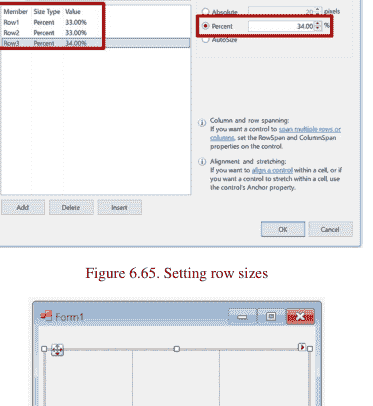 Member Size Type Value
Row1 Percent 33.00%
Row2 Percent 33.00%
Row3 Percent 34.00%
Absolute 20 pixels
Percent 34.00 %
AutoSize
Column and row spanning:
If you want a control to span multiple rows or
columns, set the RowSpan and ColumnSpan
properties on the control.
Alignment and stretching:
If you want to align a control within a cell, or if
you want a control to stretch within a cell, use
the control's Anchor property.
Add Delete Insert
OK Cancel
Figure 6.65. Setting row sizes
Form1